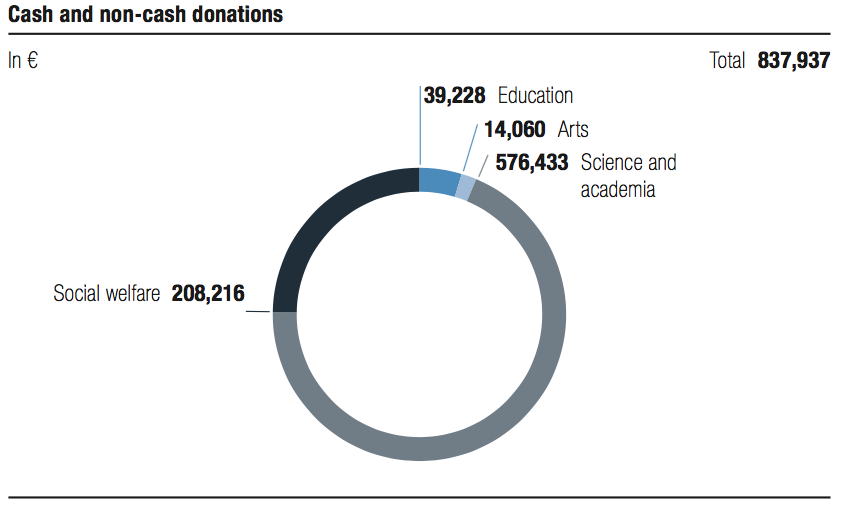 Cash and non-cash donations
In € Total 837,937
39,228 Education
14,060 Arts
576,433 Science and
academia
Social welfare 208,216